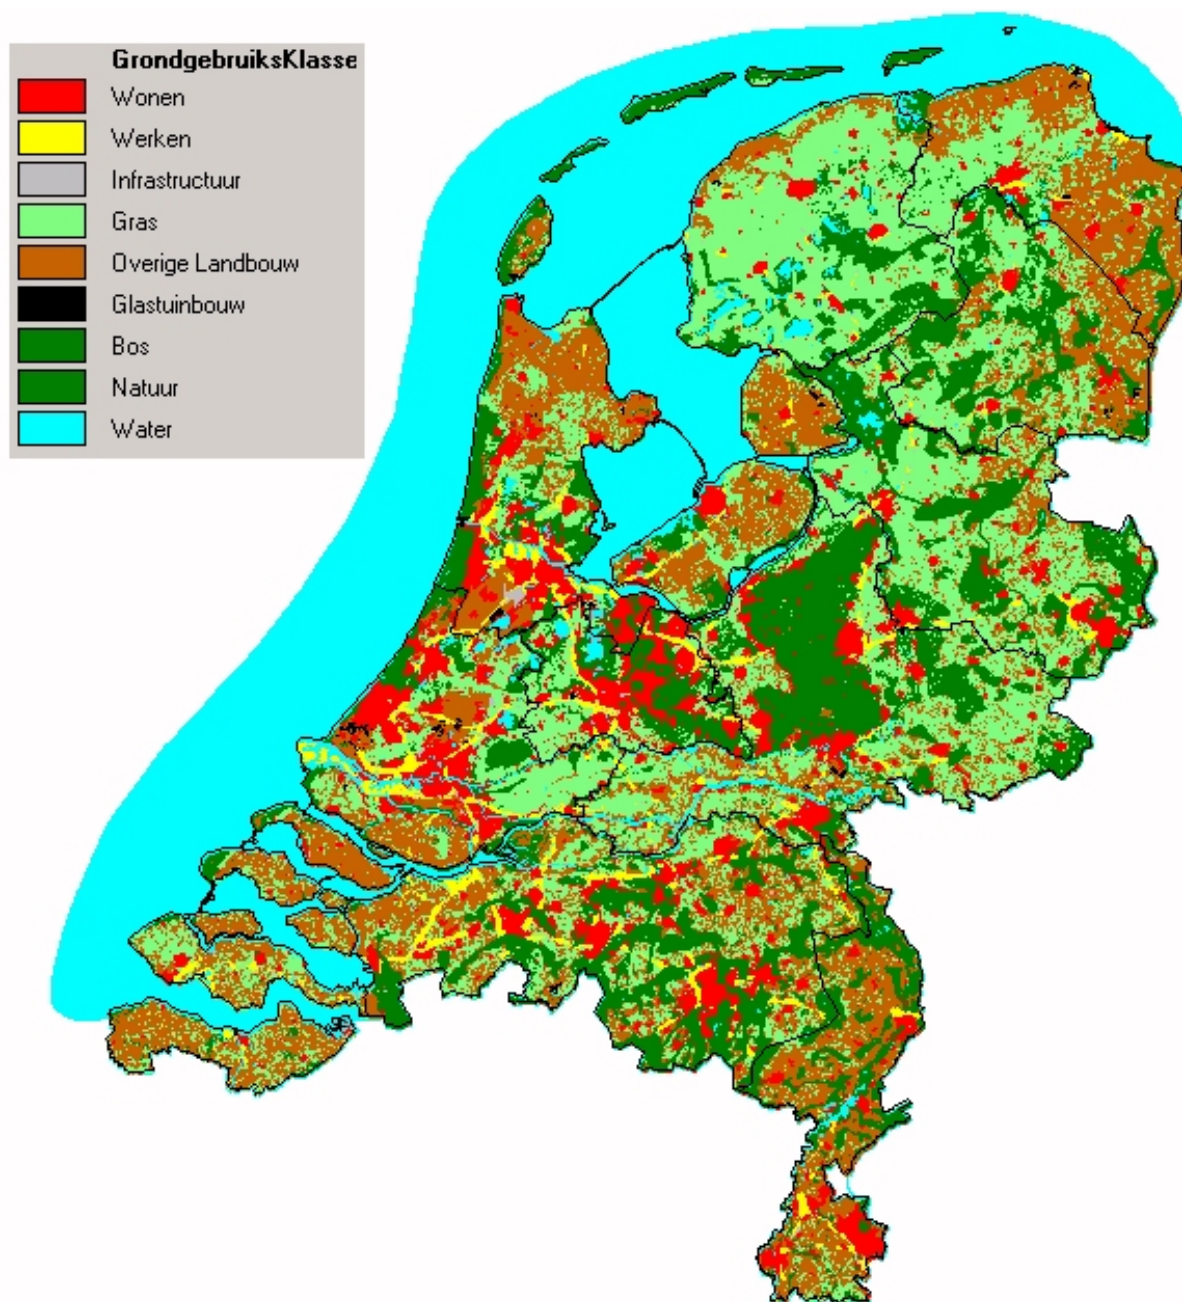 GrondgebruiksKlasse
Wonen
Werken
Infrastructuur
Gras
Overige Landbouw
Glastuinbouw
Bos
Natuur
Water